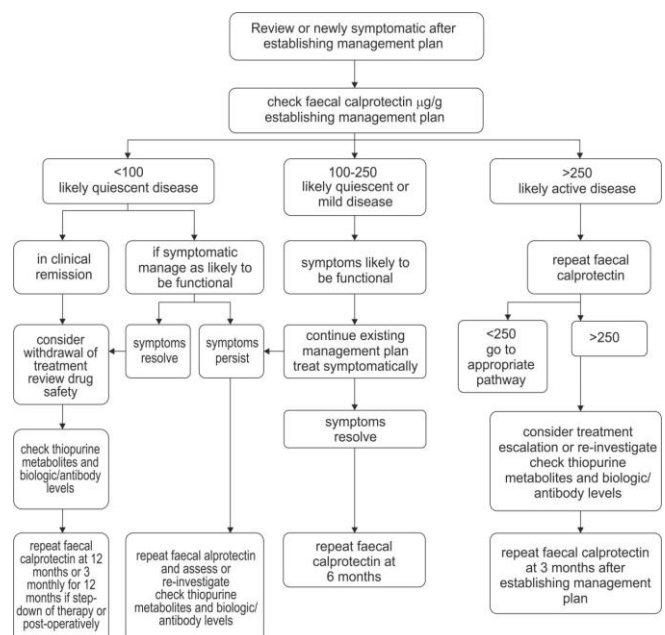 Review or newly symptomatic after
establishing management plan
check faecal calprotectin µg/g
establishing management plan
<100
likely quiescent disease
100-250
likely quiescent or
mild disease
>250
likely active disease
in clinical
remission
if symptomatic
manage as likely to
be functional
symptoms likely to
be functional
repeat faecal
calprotectin
consider
withdrawal of
treatment
review drug
safety
symptoms
resolve
symptoms
persist
continue existing
management plan
treat symptomatically
<250
go to
appropriate
pathway
>250
check thiopurine
metabolites and
biologic/antibody
levels
symptoms
resolve
consider treatment
escalation or re-investigate
check thiopurine
metabolites and biologic/
antibody levels
repeat faecal
calprotectin at 12
months or 3
monthly for 12
months if step-
down of therapy or
post-operatively
repeat faecal alprotectin
and assess or
re-investigate
check thiopurine
metabolites and biologic/
antibody levels
repeat faecal
calprotectin at
6 months
repeat faecal calprotectin
at 3 months after
establishing management
plan